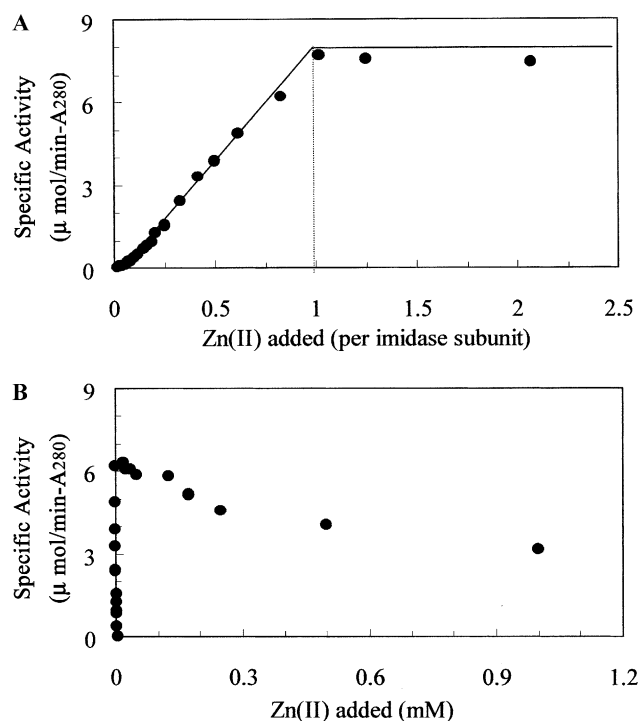 A
Specific Activity
(μ mol/min-A280)
9
6
3
0
0
0.5
1
1.5
2
2.5
Zn(II) added (per imidase subunit)
B
Specific Activity
(μ mol/min-A280)
9
6
3
0
0
0.3
0.6
0.9
1.2
Zn(II) added (mM)